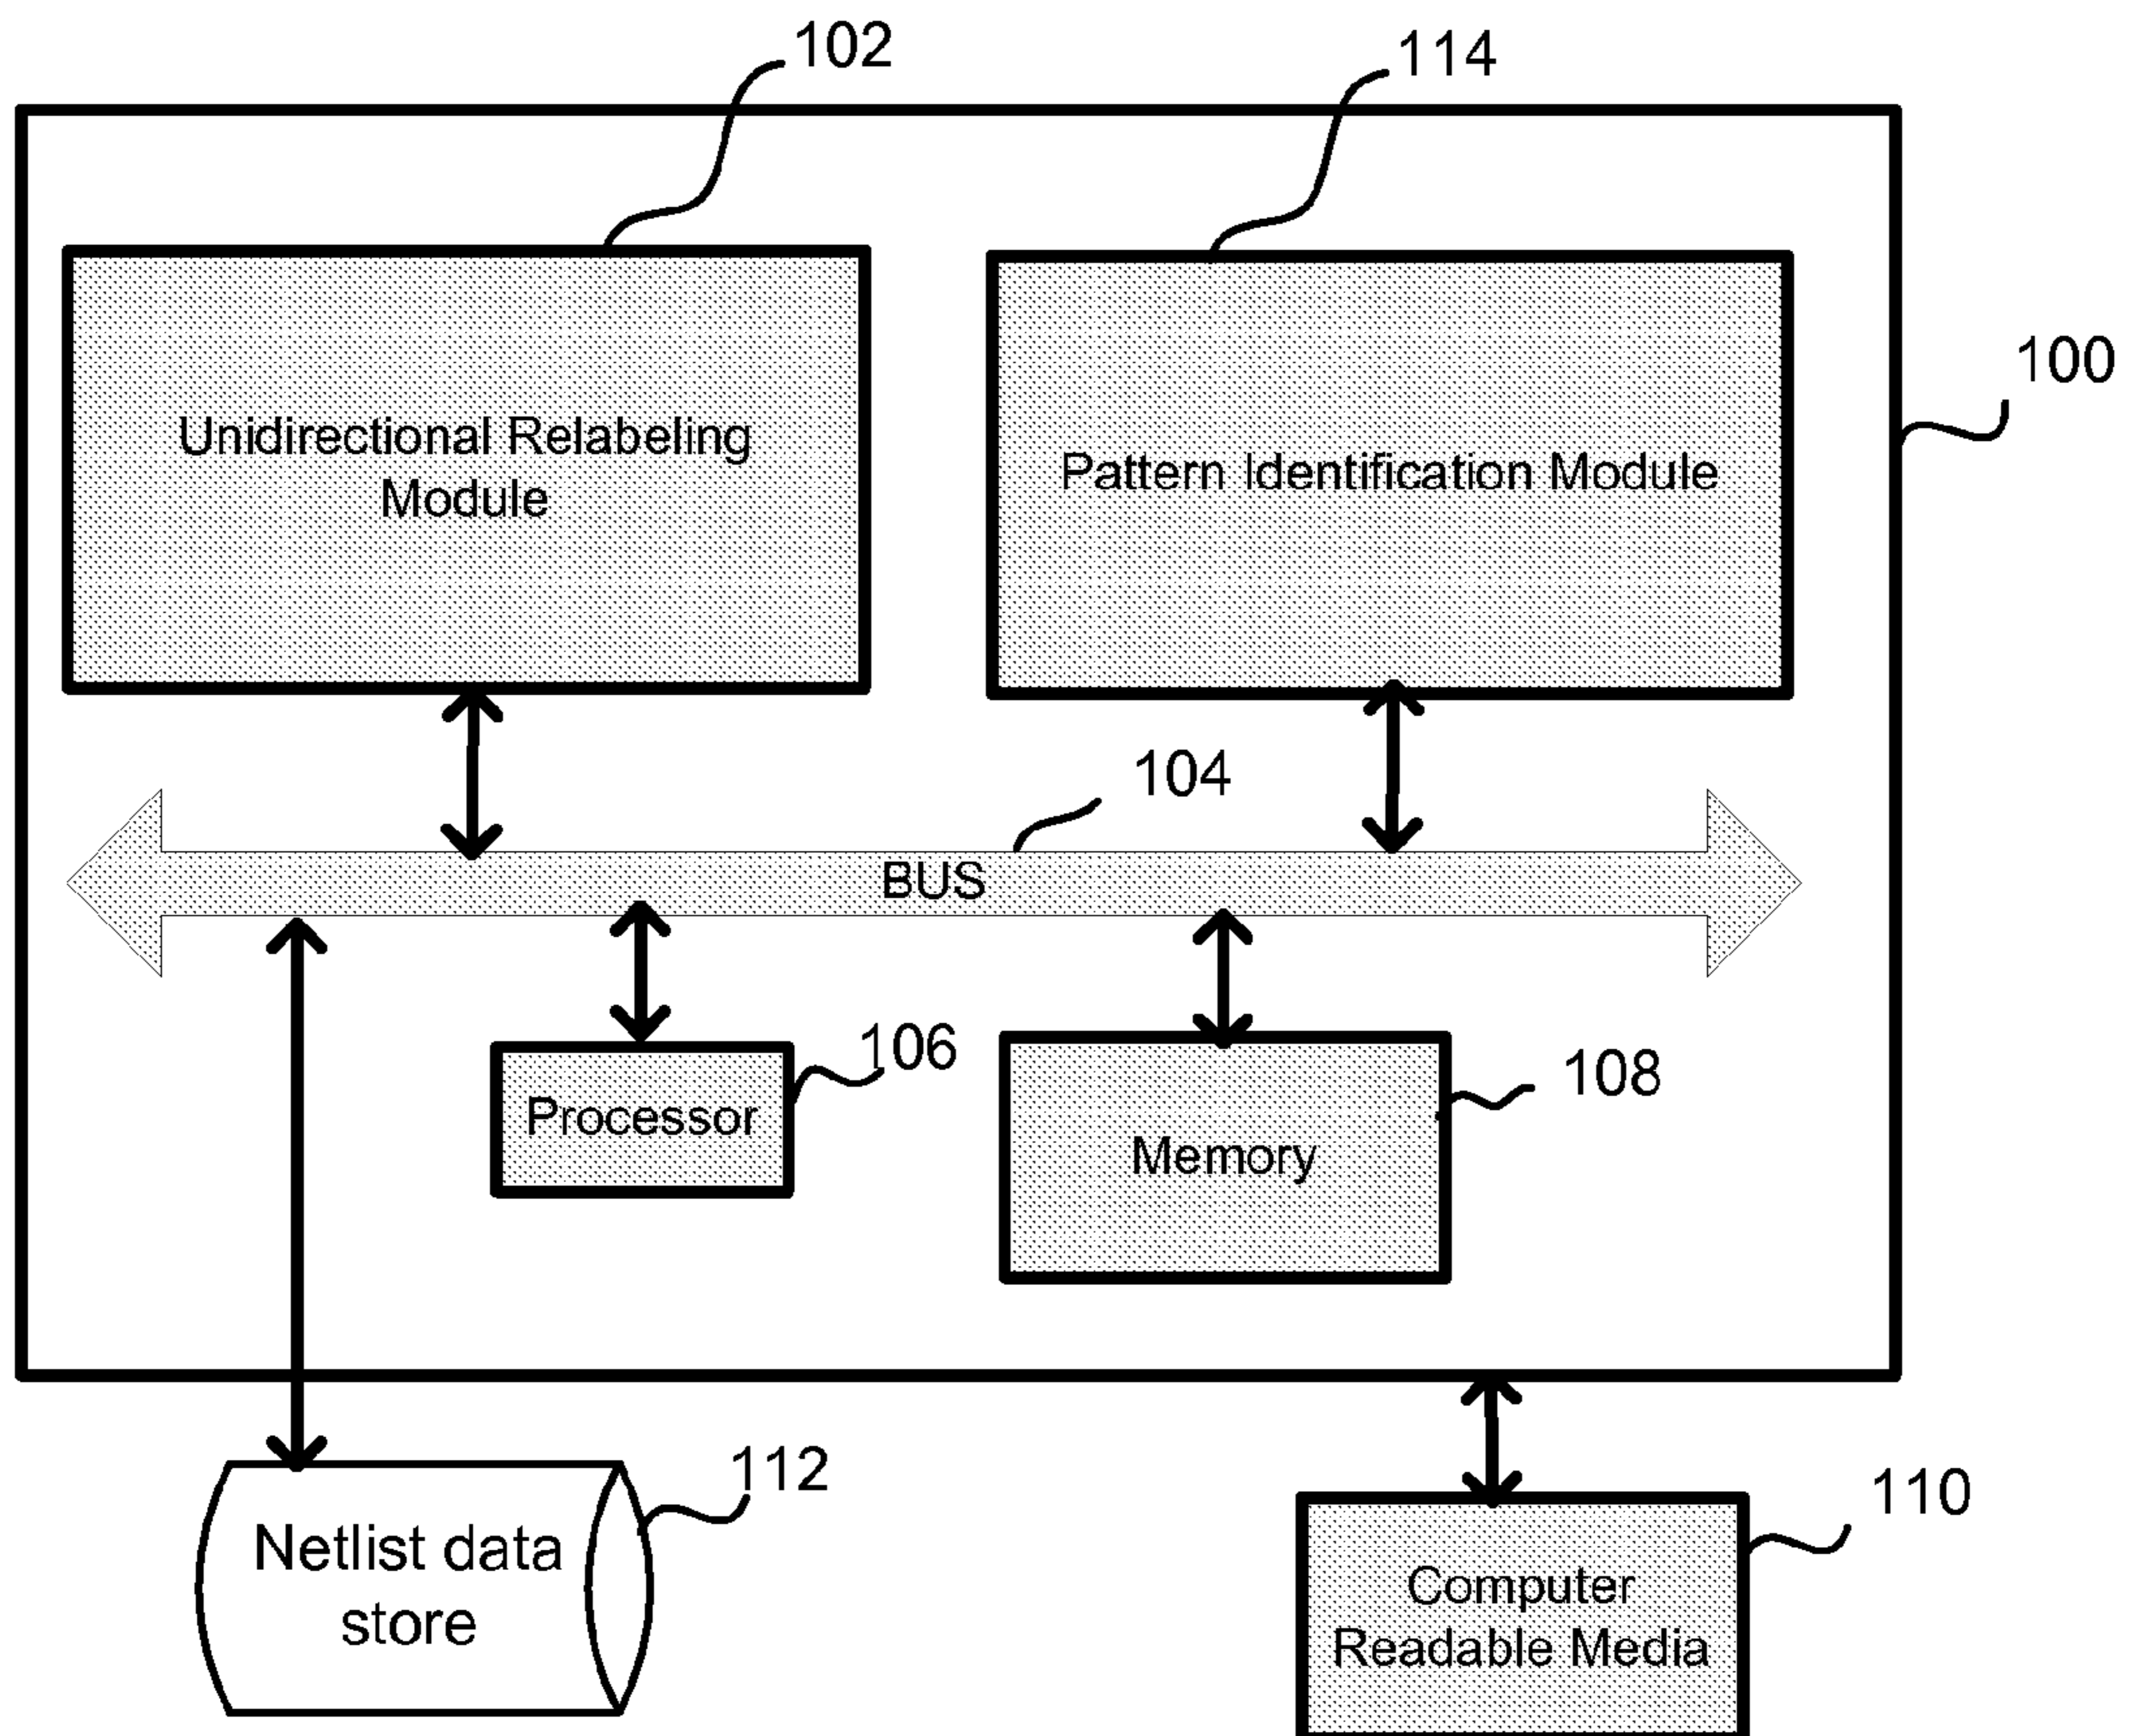 102
114
100
Unidirectional Relabeling
Module
Pattern Identification Module
104
BUS
106
108
Processor
Memory
112
110
Netlist data
store
Computer
Readable Media